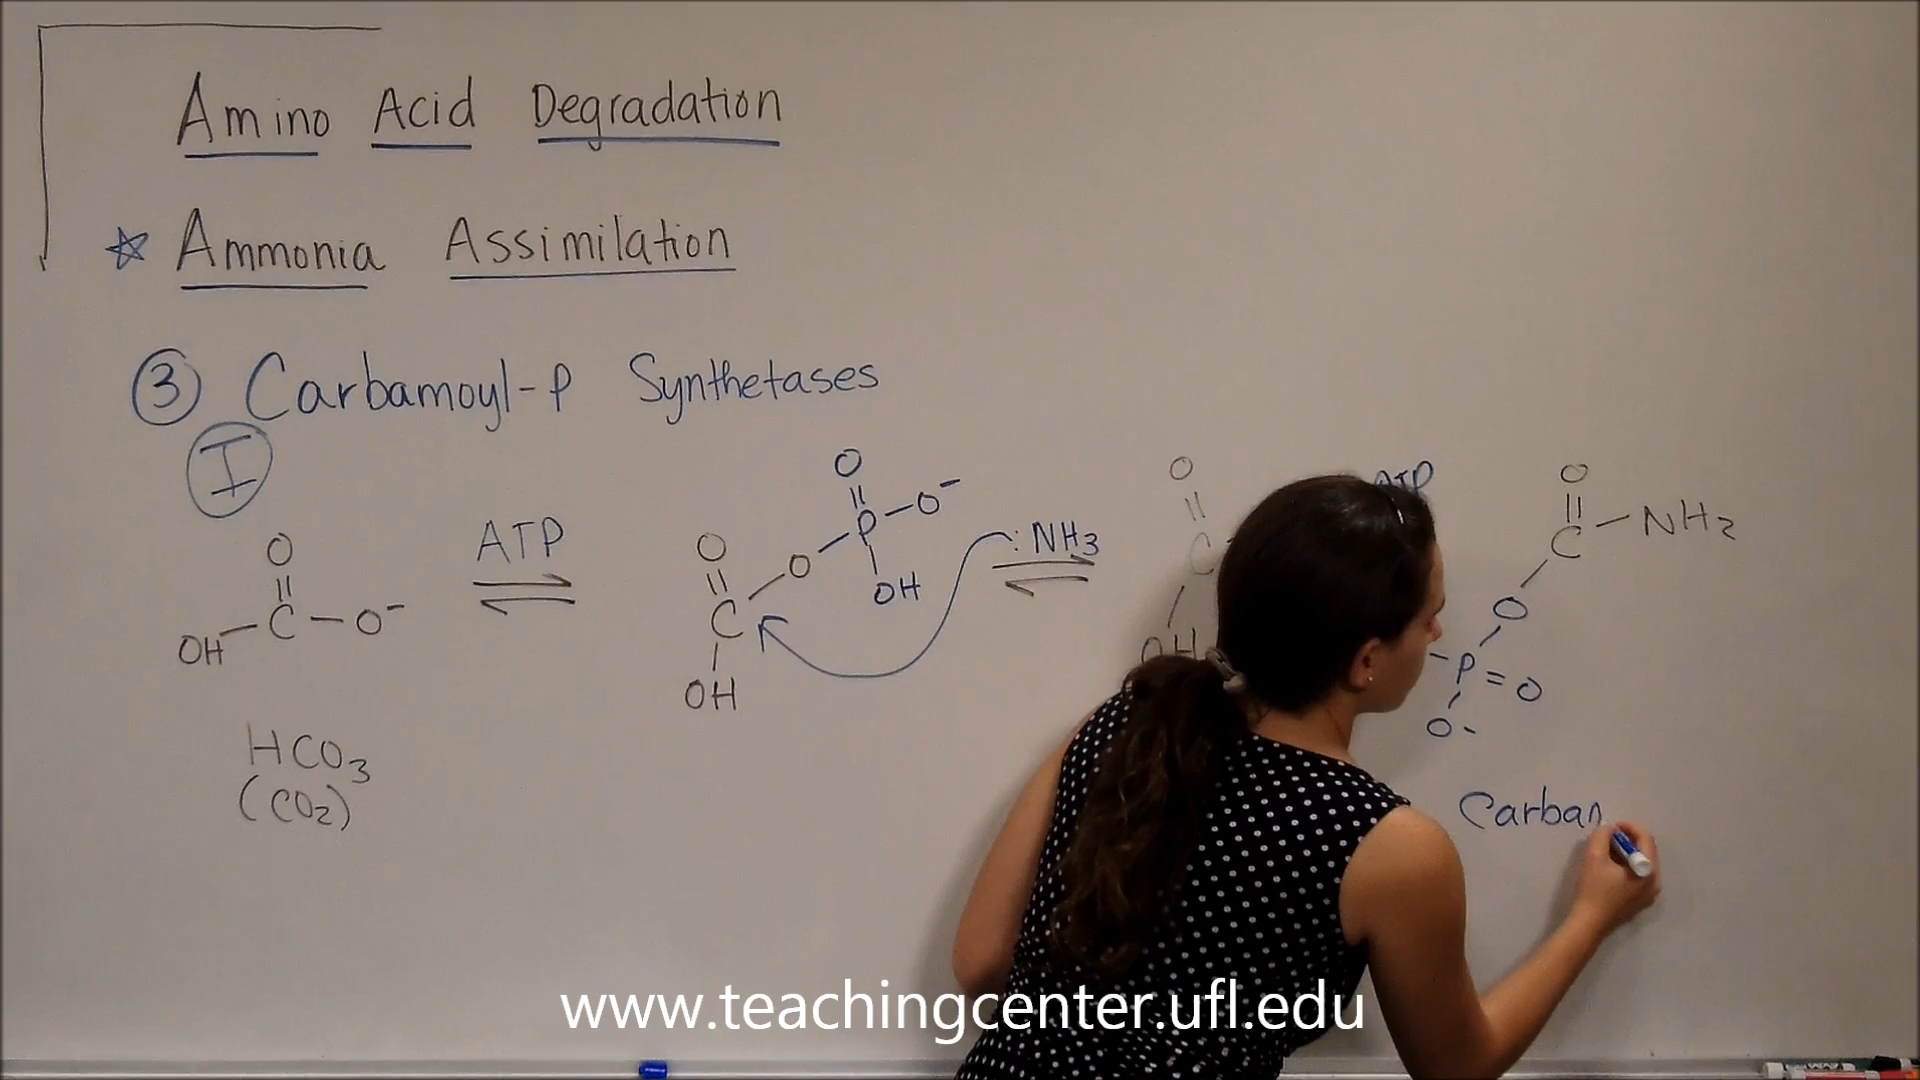 Amino Acid Degradation
☆ Ammonia Assimilation
③ Carbamoyl-P Synthetases
I
O
C
OH
O-
HCO3
(CO2)
ATP
O
C
OH
O
O
P
O-
OH
:NH3
O
C
OH
ATP
O
C
NH2
O
P
=
O
O-
Carbam
www.teachingcenter.ufl.edu